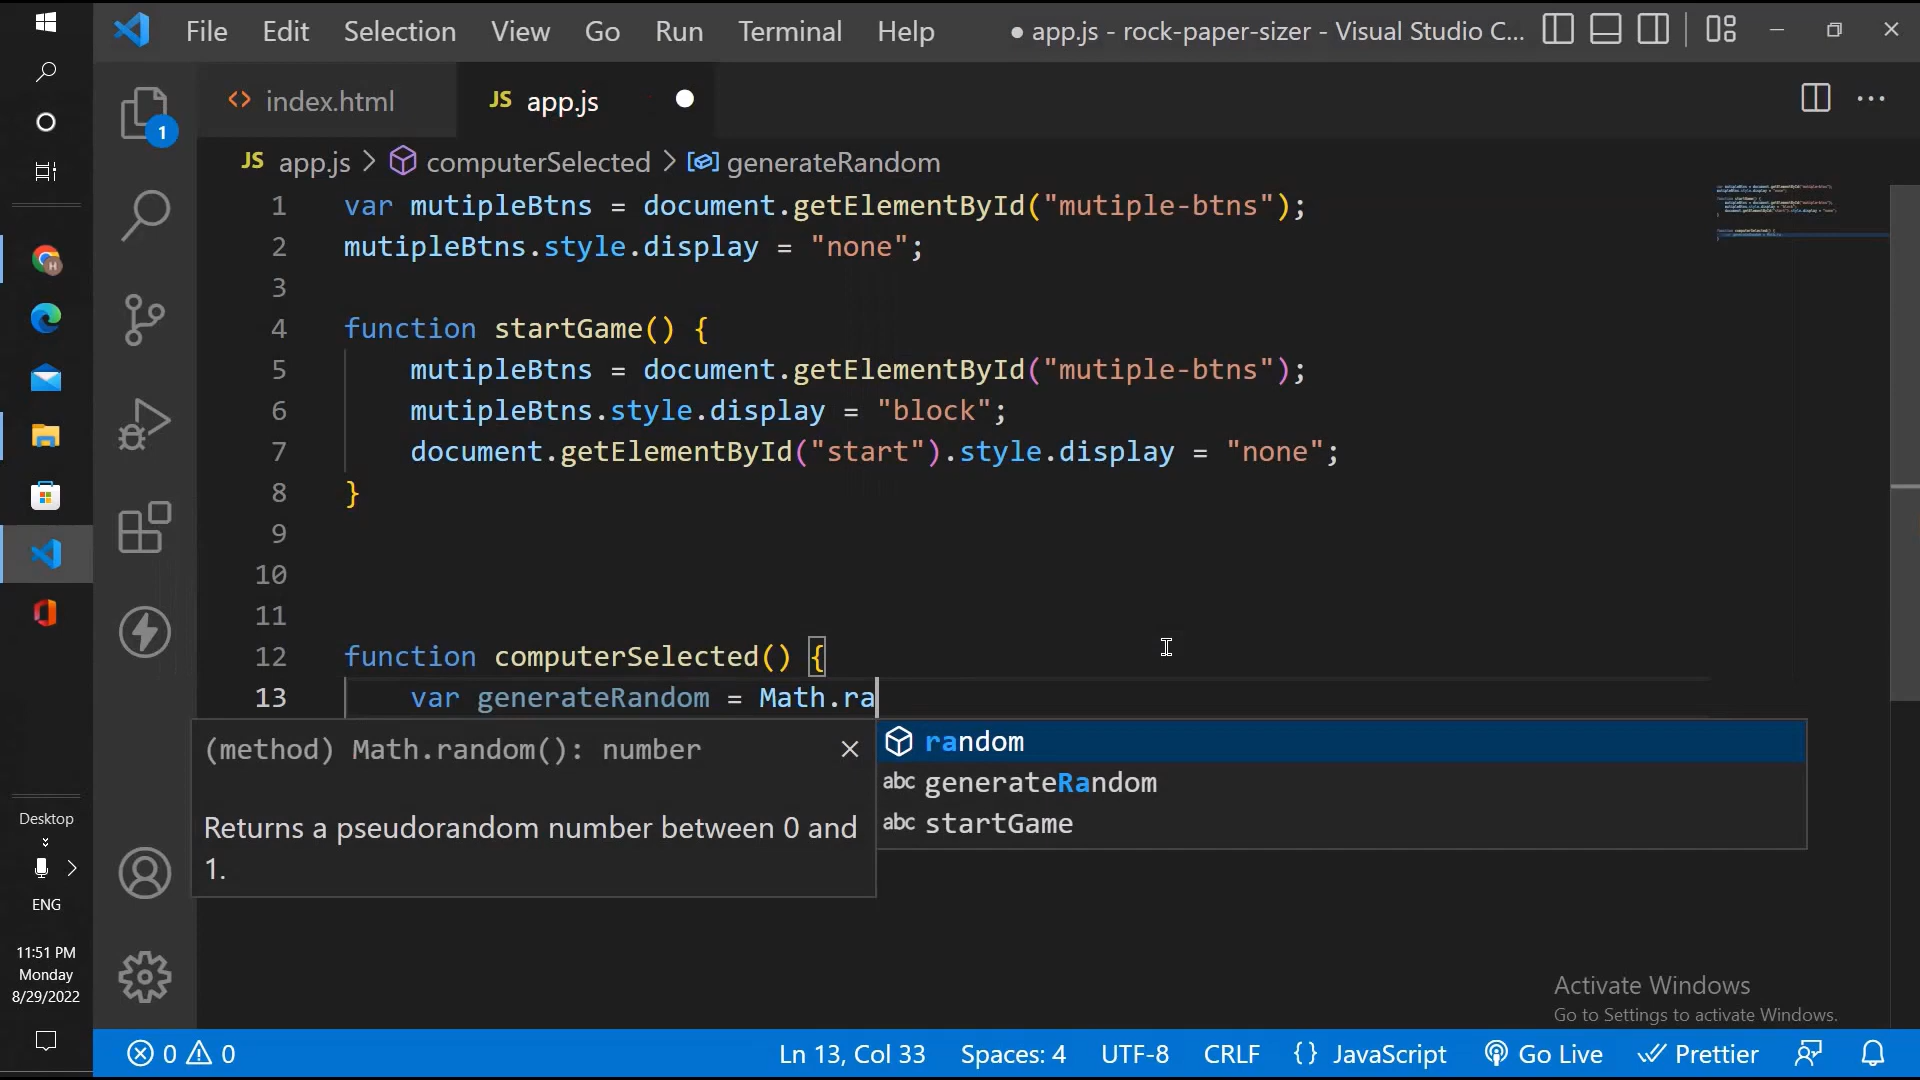 File Edit Selection View Go Run Terminal Help ● app.js - rock-paper-sizer - Visual Studio C...
index.html
JS app.js
JS app.js > computerSelected > generateRandom
1 var mutipleBtns = document.getElementById("mutiple-btns");
2 mutipleBtns.style.display = "none";
3
4 function startGame() {
5 mutipleBtns = document.getElementById("mutiple-btns");
6 mutipleBtns.style.display = "block";
7 document.getElementById("start").style.display = "none";
8 }
9
10
11
12 function computerSelected() {
13 var generateRandom = Math.ra
(method) Math.random(): number
Returns a pseudorandom number between 0 and
1.
random
abc generateRandom
abc startGame
1
Desktop
ENG
11:51 PM
Monday
8/29/2022
Activate Windows
Go to Settings to activate Windows.
0 0 Ln 13, Col 33 Spaces: 4 UTF-8 CRLF {} JavaScript Go Live Prettier